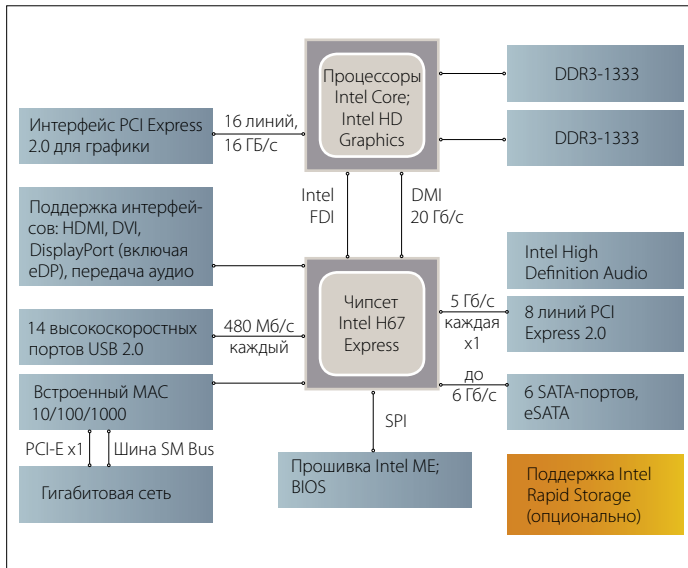 Процессоры
Intel Core;
Intel HD
Graphics
DDR3-1333
DDR3-1333
Интерфейс PCI Express
2.0 для графики
16 линий,
16 ГБ/с
Intel
FDI
DMI
20 Гб/с
Поддержка интерфей-
сов: HDMI, DVI,
DisplayPort (включая
eDP), передача аудио
Чипсет
Intel H67
Express
Intel High
Definition Audio
5 Гб/с
каждая
x1
8 линий PCI
Express 2.0
14 высокоскоростных
портов USB 2.0
480 Мб/с
каждый
Встроенный MAC
10/100/1000
до
6 Гб/с
6 SATA-портов,
eSATA
PCI-E x1
Шина SM Bus
SPI
Гигабитовая сеть
Прошивка Intel ME;
BIOS
Поддержка Intel
Rapid Storage
(опционально)